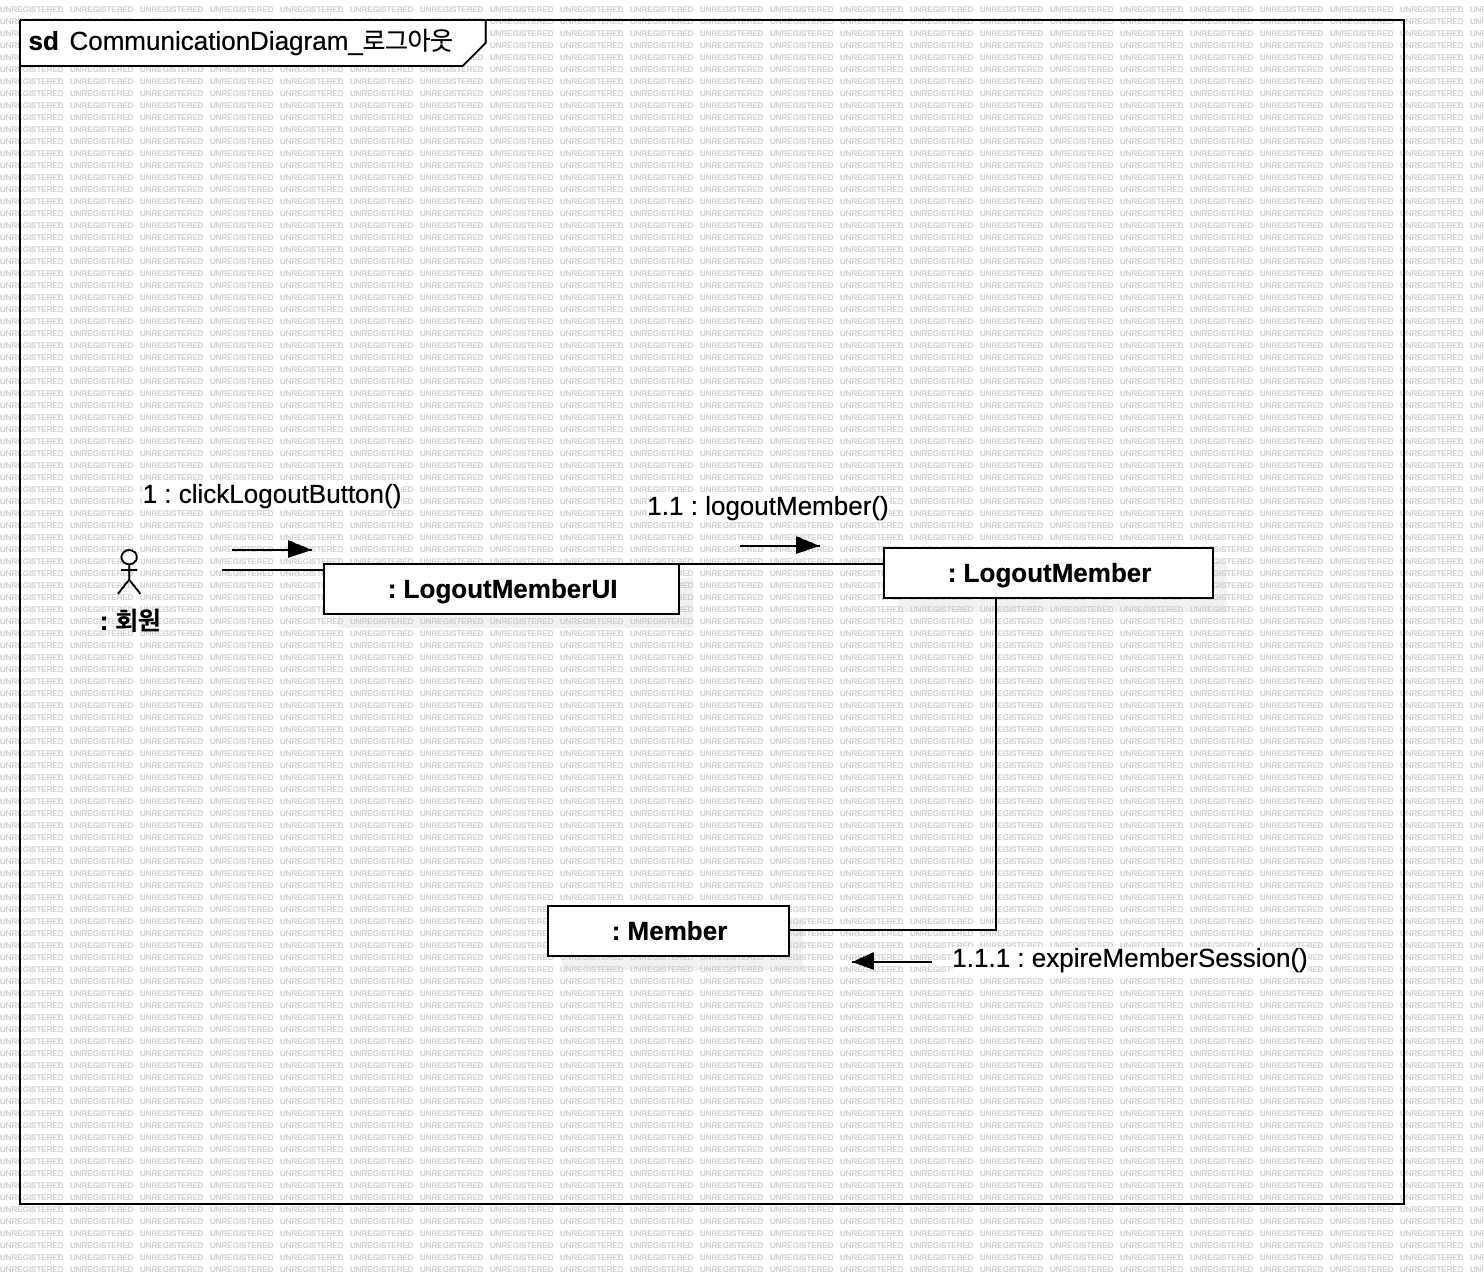 sd CommunicationDiagram_로그아웃
1 : clickLogoutButton()
1.1 : logoutMember()
: LogoutMemberUI
: LogoutMember
: 회원
: Member
1.1.1 : expireMemberSession()
UNREGISTERED